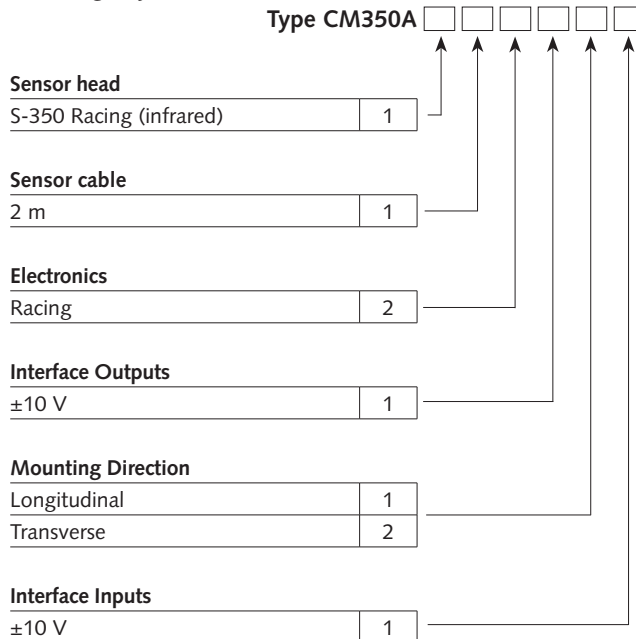 Type CM350A
Sensor head
S-350 Racing (infrared) 1
Sensor cable
2 m 1
Electronics
Racing 2
Interface Outputs
±10 V 1
Mounting Direction
Longitudinal 1
Transverse 2
Interface Inputs
±10 V 1